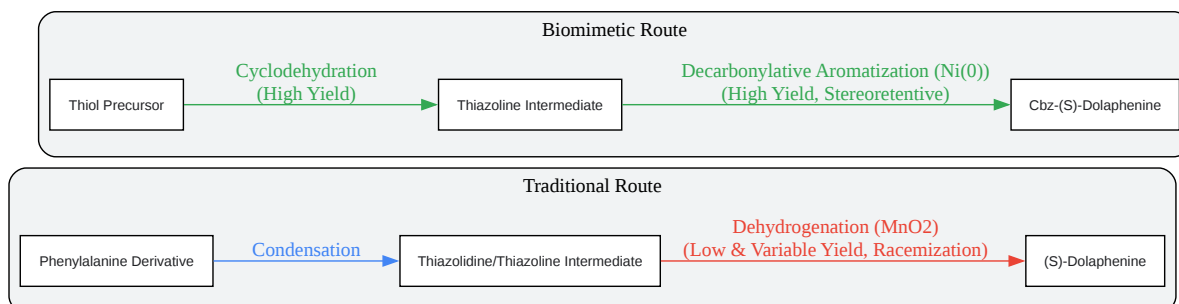 Biomimetic Route
Cyclodehydration
(High Yield)
Decarbonylative Aromatization (Ni(0))
(High Yield, Stereoretentive)
Thiol Precursor
Thiazoline Intermediate
Cbz-(S)-Dolaphenine
Traditional Route
Condensation
Dehydrogenation (MnO2)
(Low & Variable Yield, Racemization)
Phenylalanine Derivative
Thiazolidine/Thiazoline Intermediate
(S)-Dolaphenine